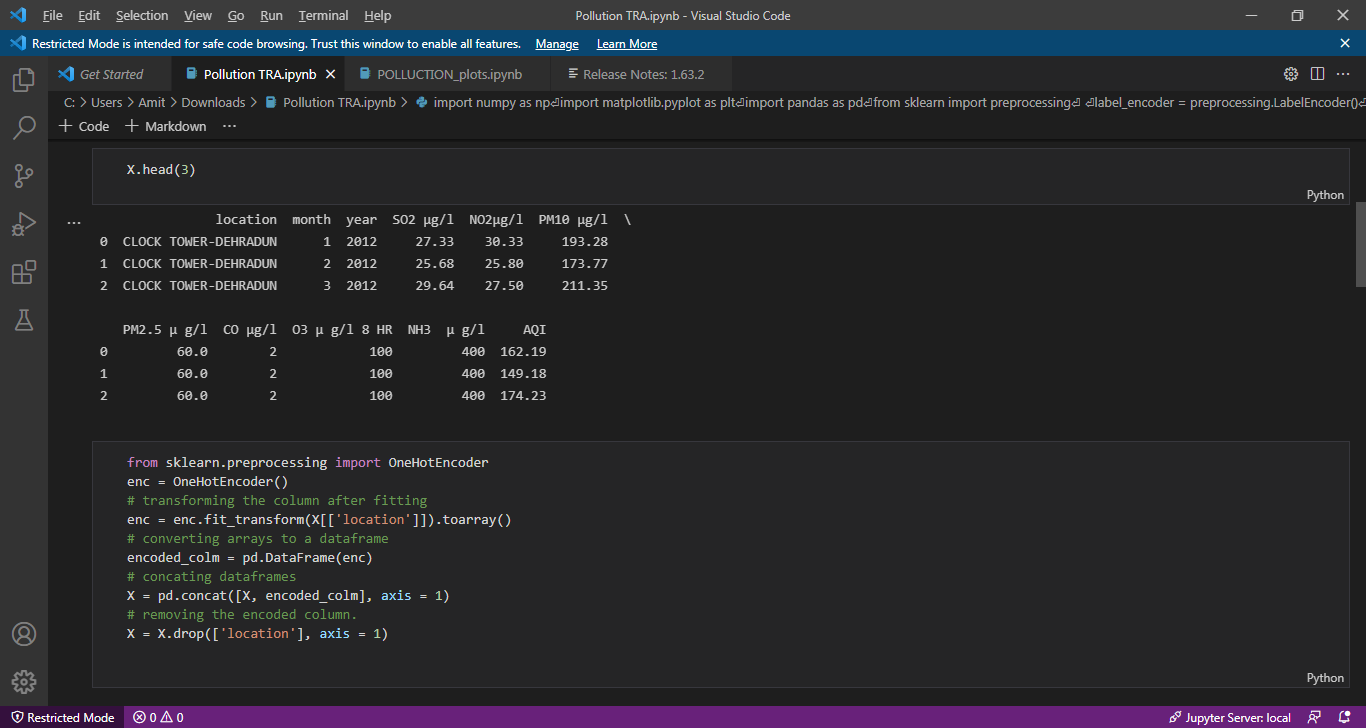 File Edit Selection View Go Run Terminal Help Pollution TRA.ipynb - Visual Studio Code
Restricted Mode is intended for safe code browsing. Trust this window to enable all features. Manage Learn More
Get Started Pollution TRA.ipynb POLLUCTION_plots.ipynb Release Notes: 1.63.2
C: > Users > Amit > Downloads > Pollution TRA.ipynb > import numpy as np⏎import matplotlib.pyplot as plt⏎import pandas as pd⏎from sklearn import preprocessing⏎ ⏎label_encoder = preprocessing.LabelEncoder()⏎
+ Code + Markdown ...
X.head(3)
Python
... location month year SO2 µg/l NO2µg/l PM10 µg/l \
0 CLOCK TOWER-DEHRADUN 1 2012 27.33 30.33 193.28
1 CLOCK TOWER-DEHRADUN 2 2012 25.68 25.80 173.77
2 CLOCK TOWER-DEHRADUN 3 2012 29.64 27.50 211.35
PM2.5 µ g/l CO µg/l O3 µ g/l 8 HR NH3 µ g/l AQI
0 60.0 2 100 400 162.19
1 60.0 2 100 400 149.18
2 60.0 2 100 400 174.23
from sklearn.preprocessing import OneHotEncoder
enc = OneHotEncoder()
# transforming the column after fitting
enc = enc.fit_transform(X[['location']]).toarray()
# converting arrays to a dataframe
encoded_colm = pd.DataFrame(enc)
# concating dataframes
X = pd.concat([X, encoded_colm], axis = 1)
# removing the encoded column.
X = X.drop(['location'], axis = 1)
Python
Restricted Mode 0 0 Jupyter Server: local